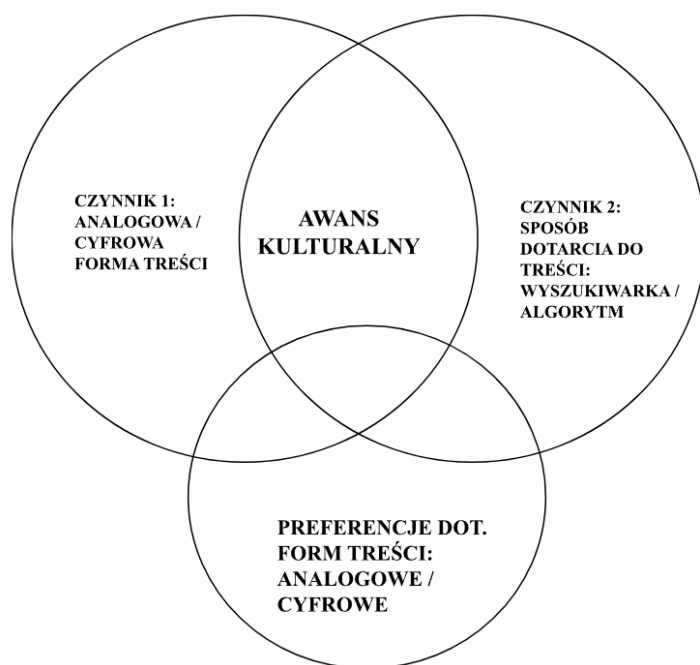 CZYNNIK 1:
ANALOGOWA /
CYFROWA
FORMA TREŚCI
AWANS
KULTURALNY
CZYNNIK 2:
SPOSÓB
DOTARCIA DO
TREŚCI:
WYSZUKIWARKA /
ALGORYTM
PREFERENCJE DOT.
FORM TREŚCI:
ANALOGOWE /
CYFROWE